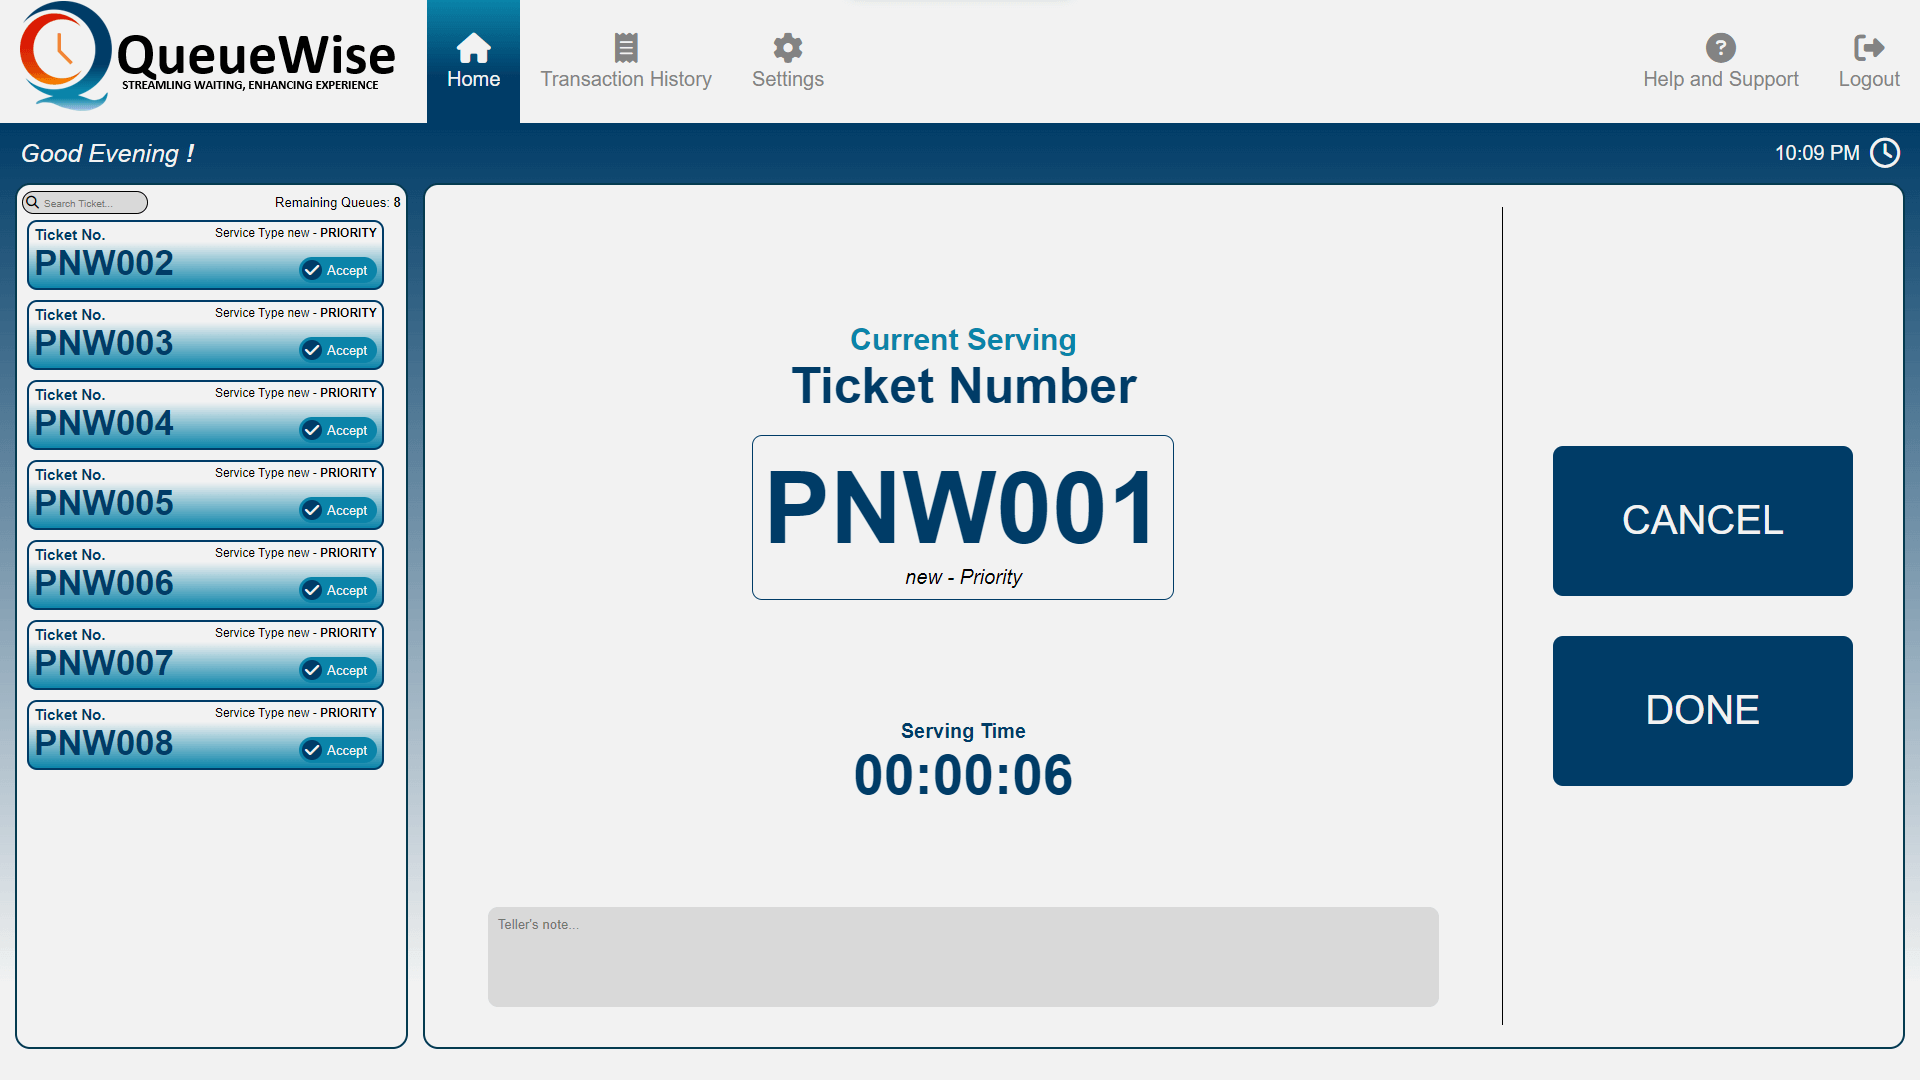 QueueWise
STREAMLING WAITING, ENHANCING EXPERIENCE
Home
Transaction History
Settings
Help and Support
Logout
Good Evening !
10:09 PM
Search Ticket...
Remaining Queues: 8
Ticket No.
Service Type new - PRIORITY
PNW002
Accept
Ticket No.
Service Type new - PRIORITY
PNW003
Accept
Ticket No.
Service Type new - PRIORITY
PNW004
Accept
Ticket No.
Service Type new - PRIORITY
PNW005
Accept
Ticket No.
Service Type new - PRIORITY
PNW006
Accept
Ticket No.
Service Type new - PRIORITY
PNW007
Accept
Ticket No.
Service Type new - PRIORITY
PNW008
Accept
Current Serving
Ticket Number
PNW001
new - Priority
Serving Time
00:00:06
Teller's note...
CANCEL
DONE